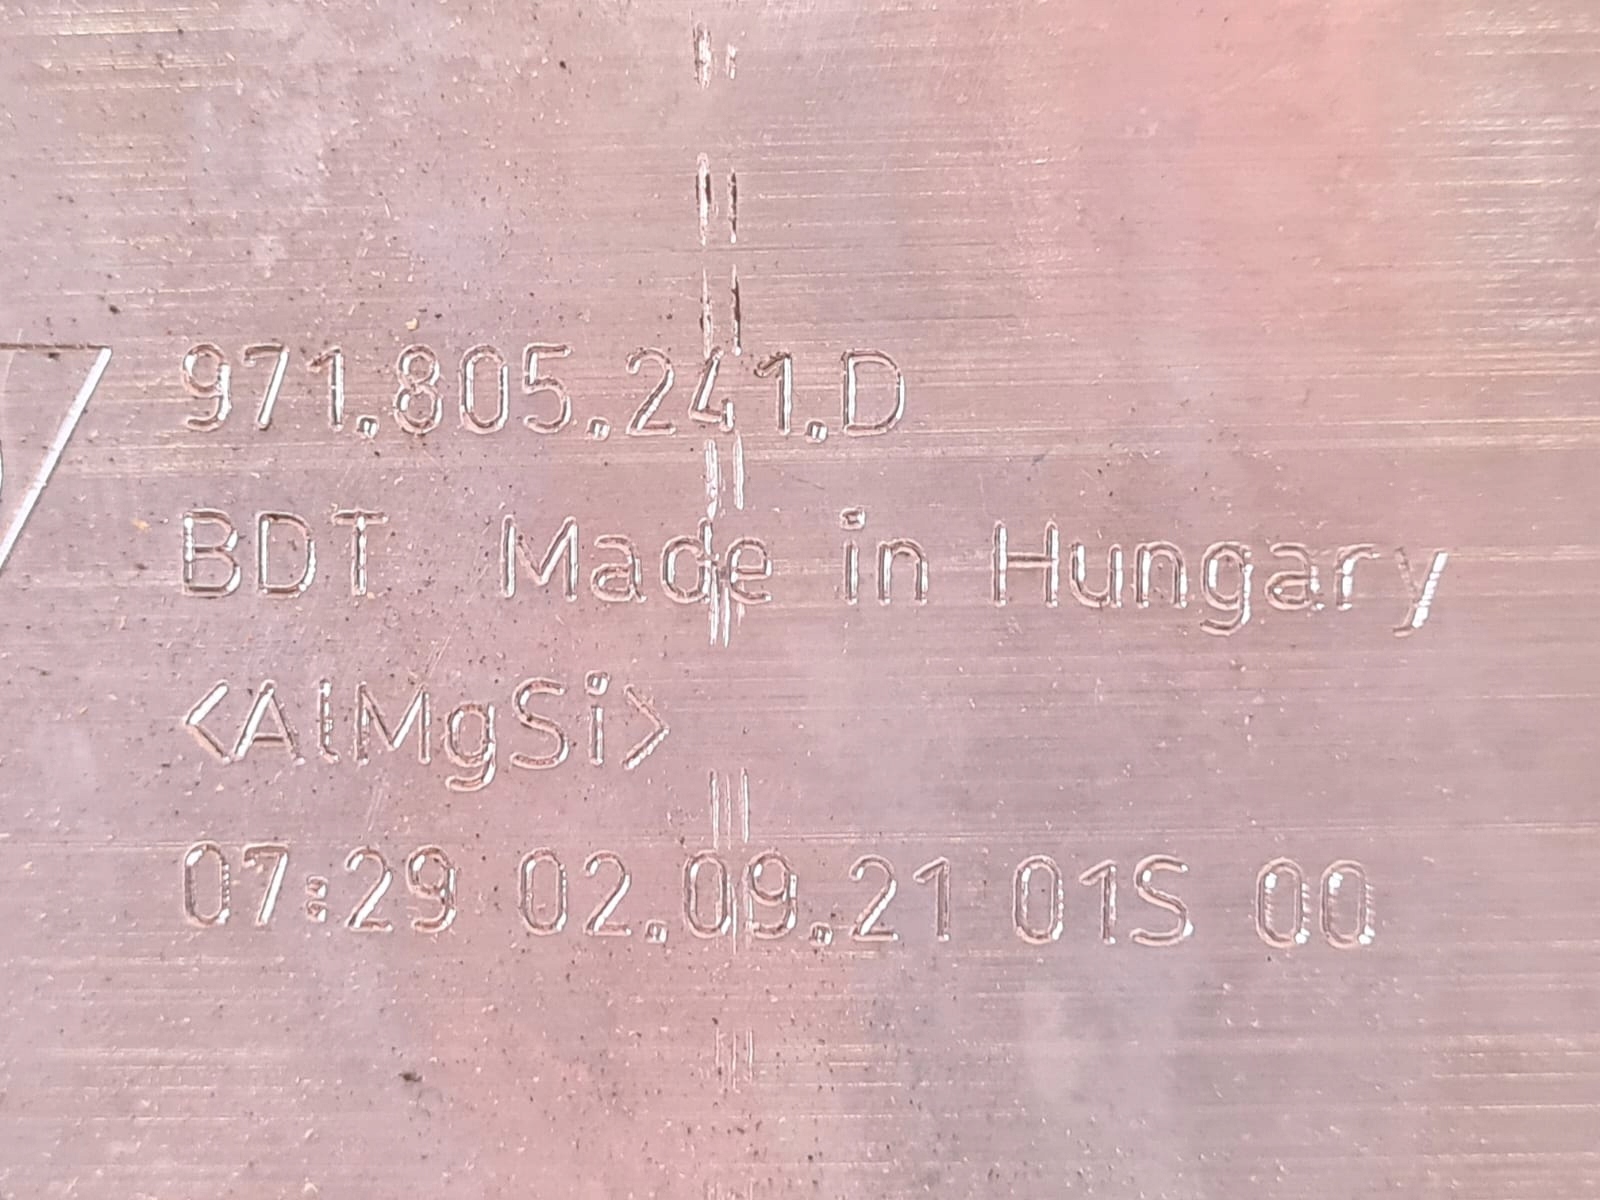 971.805.241.D
BDT Made in Hungary
<AlMgSi>
07:29 02.09.21 01S 00